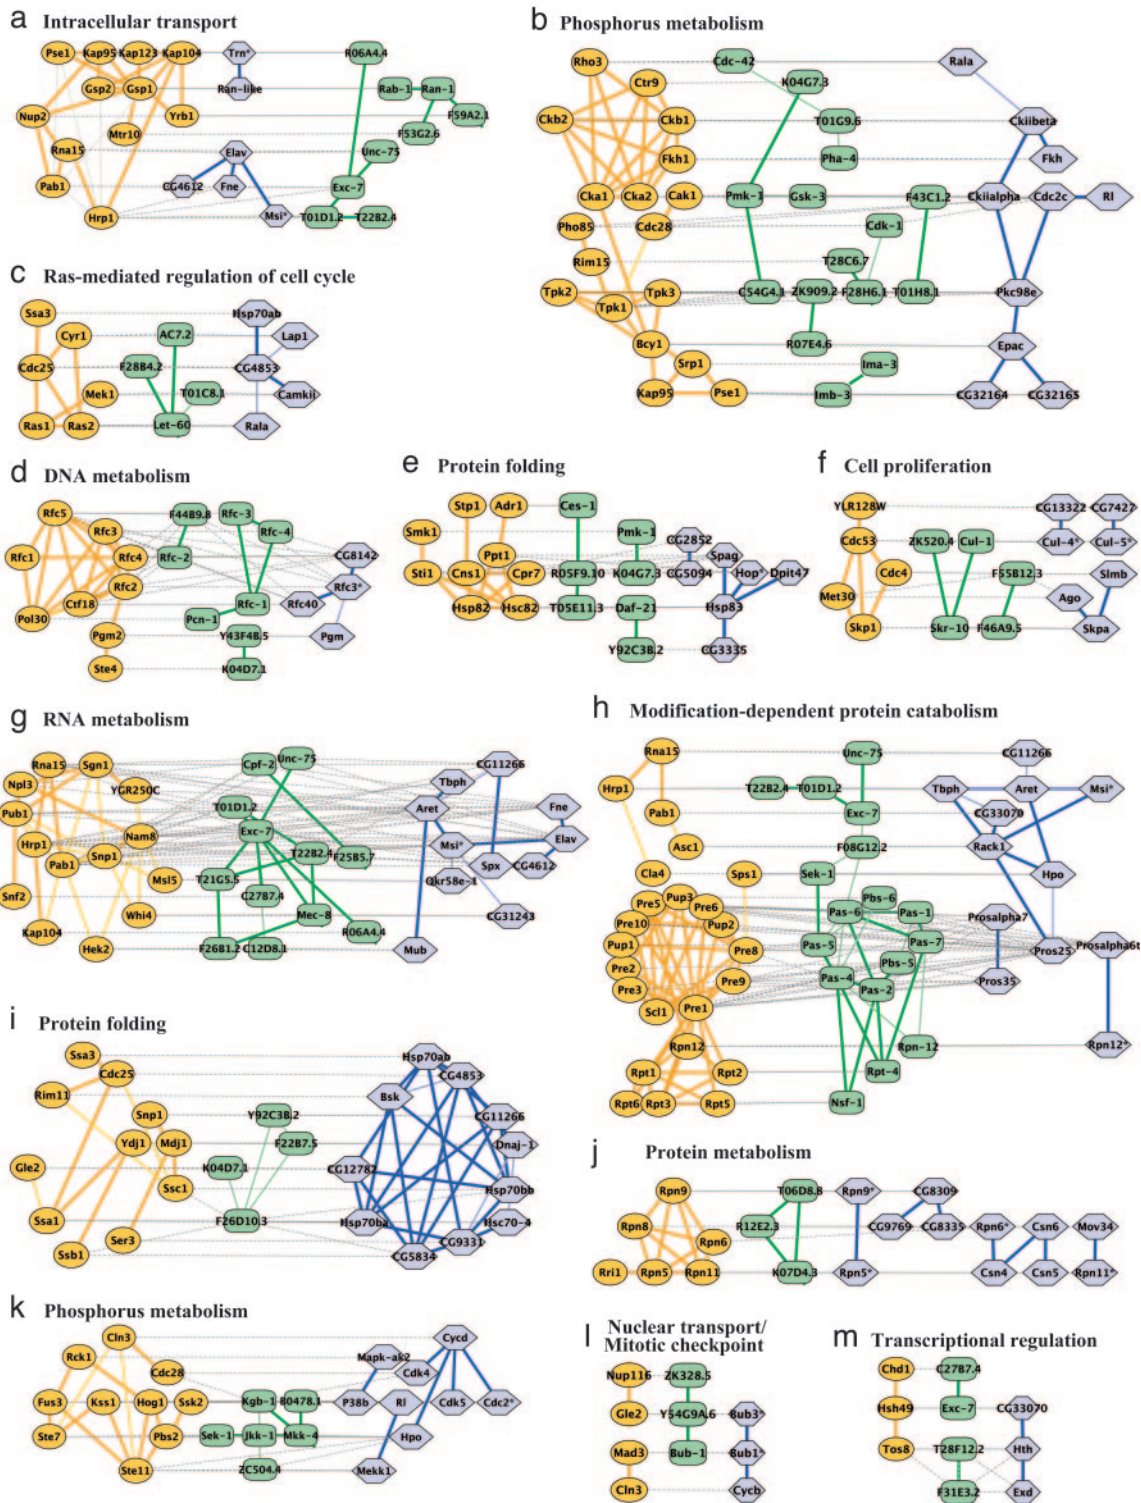 a Intracellular transport
Pse1 Kap95 Kap123 Kap104 Trn* R06A4.4
Gsp2 Gsp1 Ran-like Rab-1 Ran-1
Nup2 Yrb1 F59A2.1
Mtr10 F53G2.6
Rna15 Elav Unc-75
Pab1 CG4612 Fne Exc-7
Hrp1 Msi* T01D1.2 T22B2.4
b Phosphorus metabolism
Rho3 Cdc-42 Rala
Ctr9 K04G7.3
Ckb2 Ckb1 T01G9.6 Ckiibeta
Fkh1 Pha-4 Fkh
Cka1 Cka2 Cak1 Pmk-1 Gsk-3 F43C1.2 Ckiialpha Cdc2c Rl
Pho85 Cdc28 Cdk-1
Rim15 T28C6.7
Tpk2 Tpk1 Tpk3 C54G4.1 ZK909.2 F28H6.1 T01H8.1 Pkc98e
Bcy1 R07E4.6 Epac
Srp1 Ima-3
Kap95 Pse1 Imb-3 CG32164 CG32165
c Ras-mediated regulation of cell cycle
Ssa3 Hsp70ab
Cyr1 AC7.2 Lap1
Cdc25 F28B4.2 CG4853
Mek1 T01C8.1 Camkii
Ras1 Ras2 Let-60 Rala
d DNA metabolism
Rfc5 F44B9.8 Rfc-3
Rfc3 Rfc-4
Rfc1 Rfc4 Rfc-2 CG8142
Rfc2 Rfc3*
Ctf18 Rfc-1 Rfc40
Pol30 Pcn-1
Pgm2 Y43F4B.5 Pgm
Ste4 K04D7.1
e Protein folding
Stp1 Adr1 Ces-1
Smk1 Pmk-1 CG2852
Ppt1 Spag
Sti1 Cns1 Cpr7 R05F9.10 K04G7.3 CG5094 Hop* Dpit47
Hsp82 Hsc82 T05E11.3 Daf-21 Hsp83
Y92C3B.2 CG3335
f Cell proliferation
YLR128W CG13322 CG7427
Cdc53 ZK520.4 Cul-1 Cul-4* Cul-5*
Cdc4 F55B12.3 Slmb
Met30 Ago
Skp1 Skr-10 F46A9.5 Skpa
g RNA metabolism
Rna15 Sgn1 Cpf-2 Unc-75 CG11266
Npl3 YGR250C Tbph
Pub1 T01D1.2 Aret Fne
Hrp1 Nam8 Exc-7 Msi* Elav
Pab1 Snp1 T22B2.4 F25B5.7 Spx CG4612
Snf2 Msl5 T21G5.5 C27B7.4 Qkr58e-1
Whi4 Mec-8 CG31243
Kap104 Hek2 F26B1.2 C12D8.1 R06A4.4 Mub
h Modification-dependent protein catabolism
Rna15 Unc-75 CG11266
Hrp1 T22B2.4 T01D1.2 Tbph Aret Msi*
Pab1 Exc-7 CG33070
Asc1 F08G12.2 Rack1
Cla4 Sps1 Sek-1 Hpo
Pre5 Pup3 Pre6 Pbs-6
Pre10 Pup2 Pas-6 Pas-1 Prosalpha7
Pup1 Pre8 Pas-5 Pas-7 Pros25 Prosalpha6t
Pre2 Pbs-5
Pre3 Pre9 Pas-4 Pas-2 Pros35
Scl1 Pre1
Rpn12 Rpn-12 Rpn12*
Rpt1 Rpt2 Rpt-4
Rpt6 Rpt3 Rpt5 Nsf-1
i Protein folding
Ssa3 Hsp70ab
Cdc25 CG4853
Rim11 Bsk
Snp1 Y92C3B.2 CG11266
Ydj1 Mdj1 F22B7.5 Dnaj-1
Gle2 K04D7.1 CG12782
Ssc1 Hsp70bb
Ssa1 F26D10.3 Hsp70ba Hsc70-4
Ssb1 Ser3 CG5834 CG9331
j Protein metabolism
Rpn9 T06D8.8 Rpn9* CG8309
Rpn8 Rpn6 R12E2.3 CG9769 CG8335 Rpn6* Csn6 Mov34
Rri1 Rpn5 Rpn11 K07D4.3 Rpn5* Csn4 Csn5 Rpn11*
k Phosphorus metabolism
Cln3 Cycd
Rck1 Mapk-ak2
Cdc28 Cdk4
Fus3 Kss1 Hog1 Ssk2 Kgb-1 B0478.1 P38b Rl Cdk5 Cdc2*
Ste7 Pbs2 Sek-1 Jkk-1 Mkk-4 Hpo
Ste11 ZC504.4 Mekk1
l Nuclear transport/
Mitotic checkpoint
Nup116 ZK328.5
Gle2 Y54G9A.6 Bub3*
Mad3 Bub-1 Bub1*
Cln3 Cycb
m Transcriptional regulation
Chd1 C27B7.4
Hsh49 Exc-7 CG33070
Tos8 T28F12.2 Hth
F31E3.2 Exd